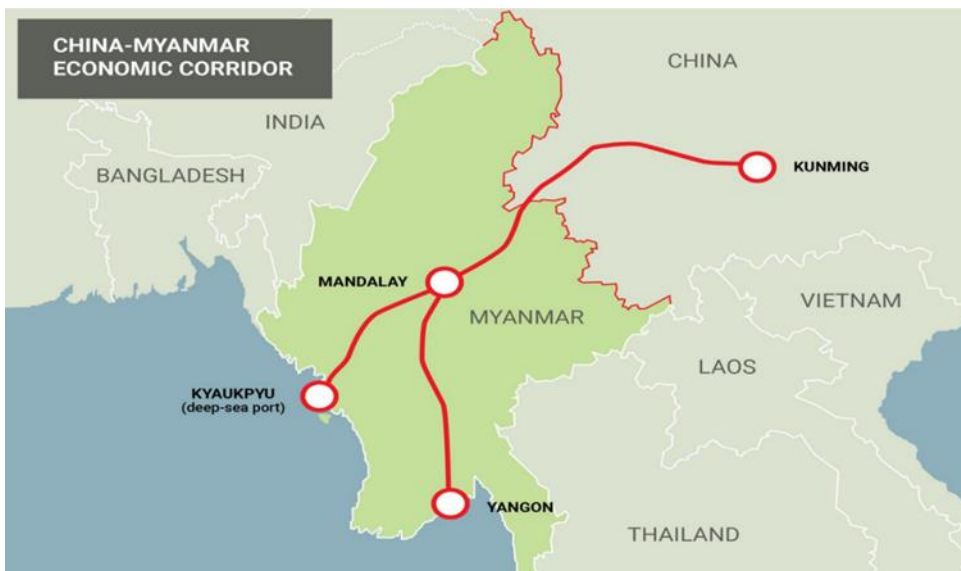 CHINA-MYANMAR
ECONOMIC CORRIDOR
CHINA
INDIA
BANGLADESH
KUNMING
MANDALAY
MYANMAR
VIETNAM
LAOS
KYAUKPYU
(deep-sea port)
YANGON
THAILAND